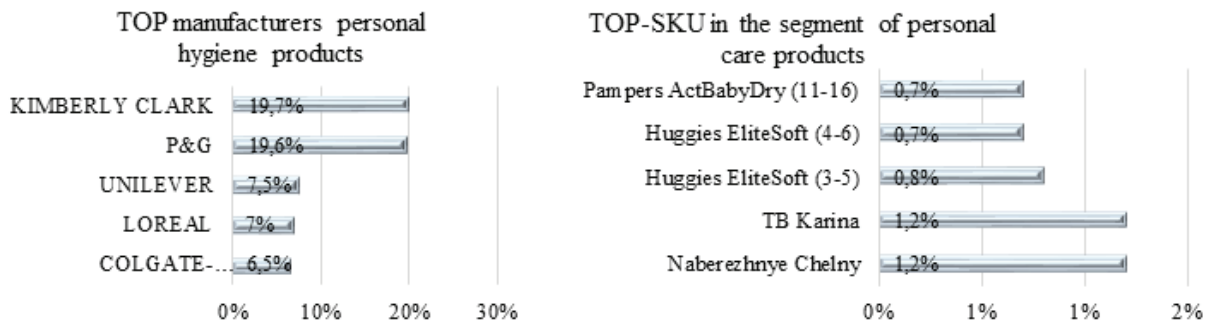 TOP manufacturers personal
hygiene products
KIMBERLY CLARK
19,7%
P&G
19,6%
UNILEVER
7,5%
LOREAL
7%
COLGATE-...
6,5%
0% 10% 20% 30%
TOP-SKU in the segment of personal
care products
Pampers ActBabyDry (11-16)
0,7%
Huggies EliteSoft (4-6)
0,7%
Huggies EliteSoft (3-5)
0,8%
TB Karina
1,2%
Naberezhnye Chelny
1,2%
0% 1% 1% 2%